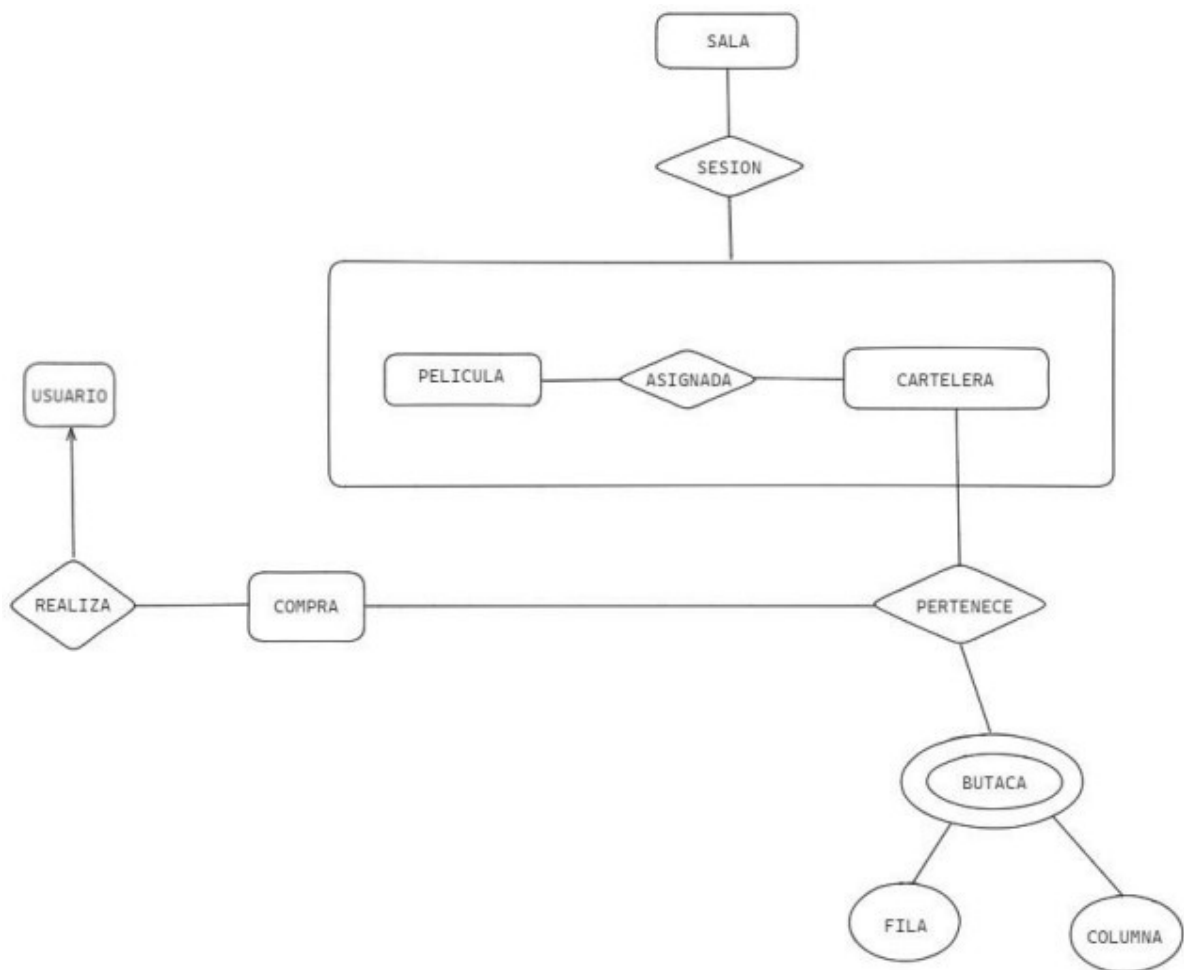 SALA
SESION
PELICULA
ASIGNADA
CARTELERA
USUARIO
REALIZA
COMPRA
PERTENECE
BUTACA
FILA
COLUMNA